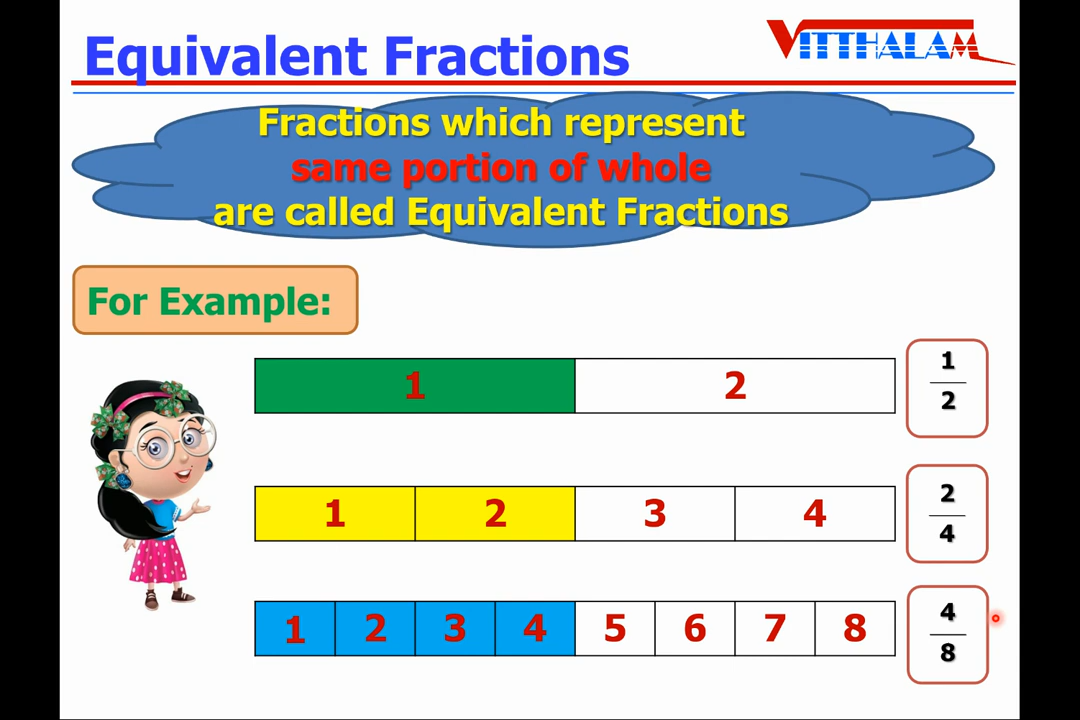 Equivalent Fractions
VITTHALAM
Fractions which represent
same portion of whole
are called Equivalent Fractions
For Example:
1 2
1
2
1 2 3 4
2
4
1 2 3 4 5 6 7 8
4
8